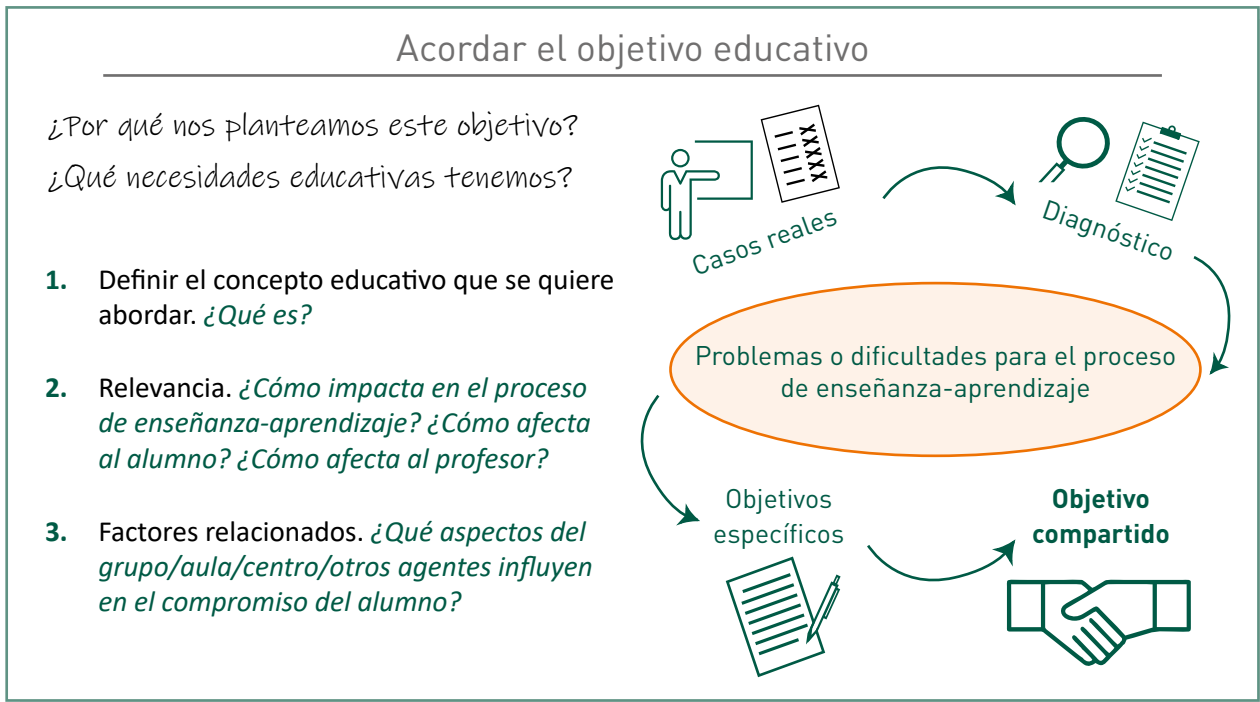 Acordar el objetivo educativo
¿Por qué nos planteamos este objetivo?
¿Qué necesidades educativas tenemos?
1. Definir el concepto educativo que se quiere
abordar. ¿Qué es?
2. Relevancia. ¿Cómo impacta en el proceso
de enseñanza-aprendizaje? ¿Cómo afecta
al alumno? ¿Cómo afecta al profesor?
3. Factores relacionados. ¿Qué aspectos del
grupo/aula/centro/otros agentes influyen
en el compromiso del alumno?
XXXXX
Casos reales
Diagnóstico
Problemas o dificultades para el proceso
de enseñanza-aprendizaje
Objetivos
específicos
Objetivo
compartido